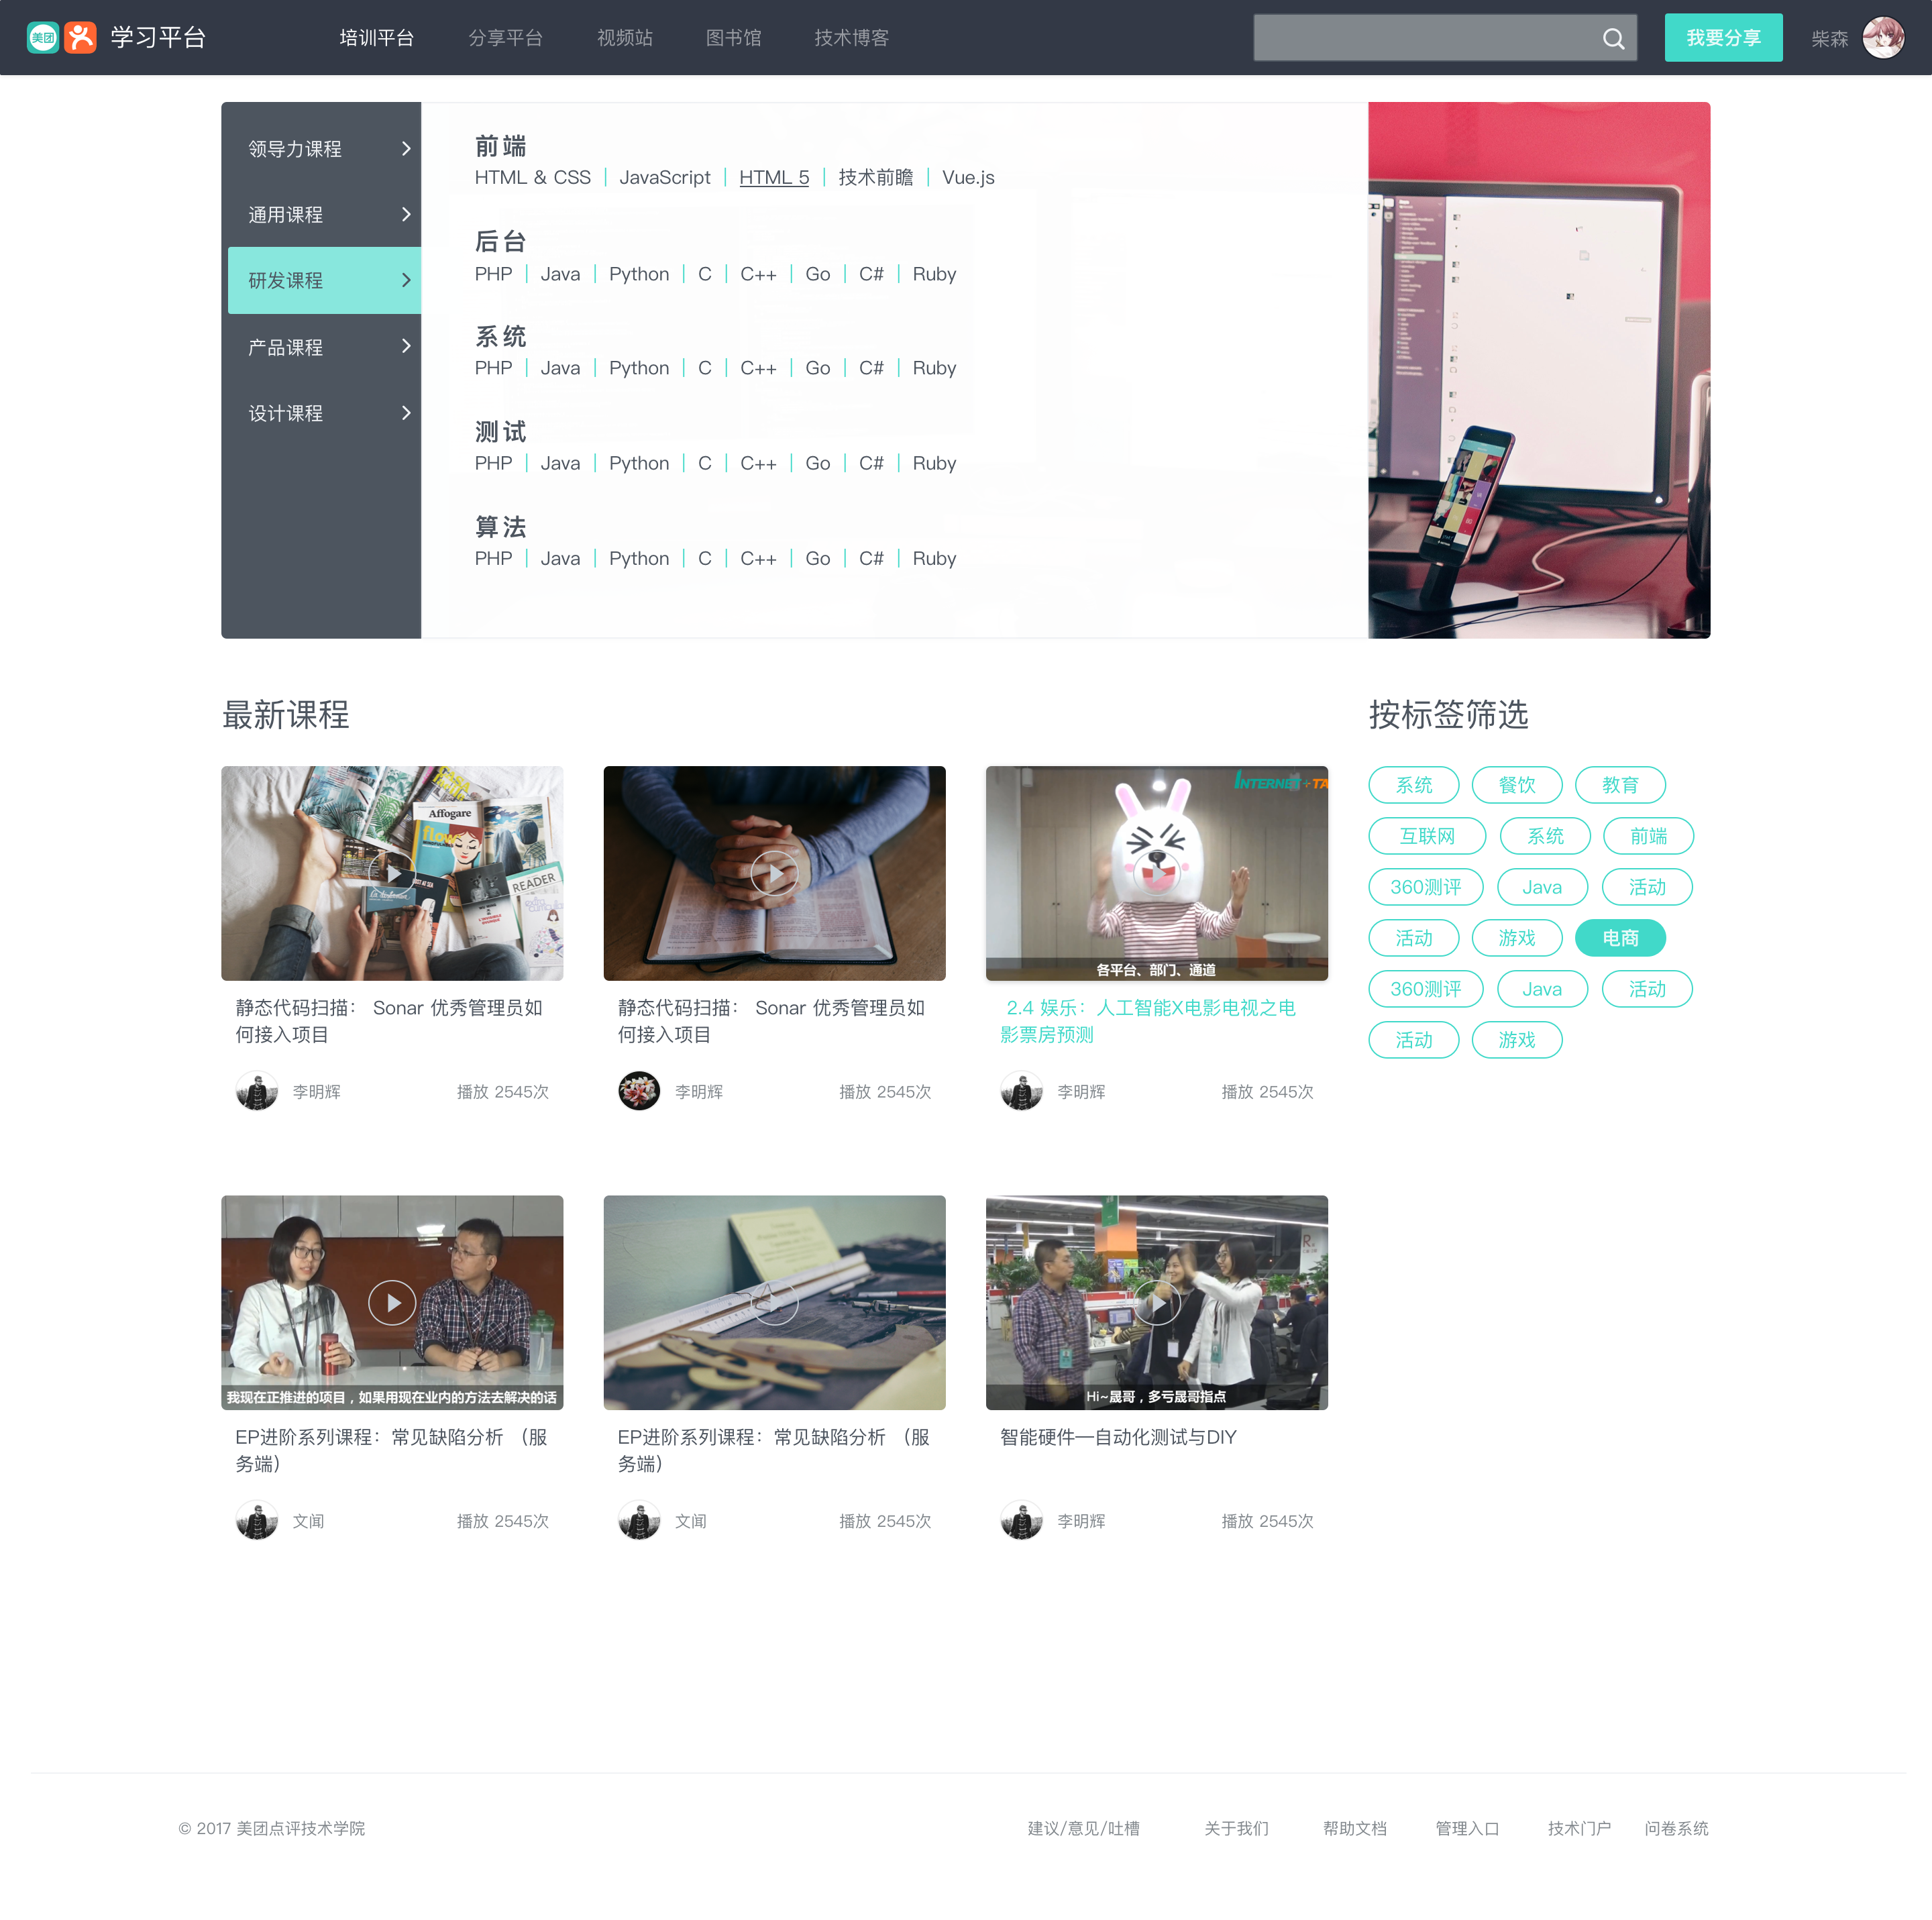 美团 学习平台 培训平台 分享平台 视频站 图书馆 技术博客 我要分享 柴森
领导力课程
通用课程
研发课程
产品课程
设计课程
前端
HTML & CSS | JavaScript | HTML 5 | 技术前瞻 | Vue.js
后台
PHP | Java | Python | C | C++ | Go | C# | Ruby
系统
PHP | Java | Python | C | C++ | Go | C# | Ruby
测试
PHP | Java | Python | C | C++ | Go | C# | Ruby
算法
PHP | Java | Python | C | C++ | Go | C# | Ruby
最新课程
Affogare
flow
READER
静态代码扫描： Sonar 优秀管理员如
何接入项目
李明辉 播放 2545次
静态代码扫描： Sonar 优秀管理员如
何接入项目
李明辉 播放 2545次
INTERNET+TA
各平台、部门、通道
2.4 娱乐：人工智能X电影电视之电
影票房预测
李明辉 播放 2545次
我现在正推进的项目，如果用现在业内的方法去解决的话
EP进阶系列课程：常见缺陷分析 （服
务端）
文闻 播放 2545次
EP进阶系列课程：常见缺陷分析 （服
务端）
文闻 播放 2545次
Hi~晟哥，多亏晟哥指点
智能硬件—自动化测试与DIY
李明辉 播放 2545次
按标签筛选
系统 餐饮 教育
互联网 系统 前端
360测评 Java 活动
活动 游戏 电商
360测评 Java 活动
活动 游戏
© 2017 美团点评技术学院 建议/意见/吐槽 关于我们 帮助文档 管理入口 技术门户 问卷系统